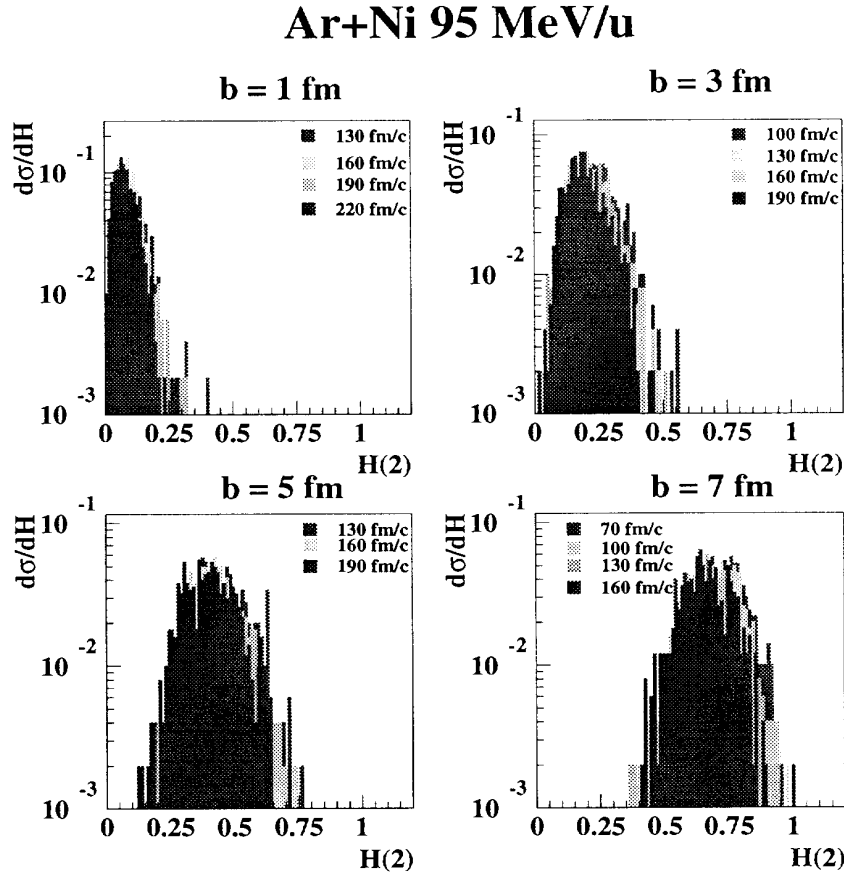 Ar+Ni 95 MeV/u
b = 1 fm
dσ/dH
10 -1
10 -2
10 -3
130 fm/c
160 fm/c
190 fm/c
220 fm/c
0 0.25 0.5 0.75 1
H(2)
b = 3 fm
dσ/dH
10 -1
10 -2
10 -3
100 fm/c
130 fm/c
160 fm/c
190 fm/c
0 0.25 0.5 0.75 1
H(2)
b = 5 fm
dσ/dH
10 -1
10 -2
10 -3
130 fm/c
160 fm/c
190 fm/c
0 0.25 0.5 0.75 1
H(2)
b = 7 fm
dσ/dH
10 -1
10 -2
10 -3
70 fm/c
100 fm/c
130 fm/c
160 fm/c
0 0.25 0.5 0.75 1
H(2)